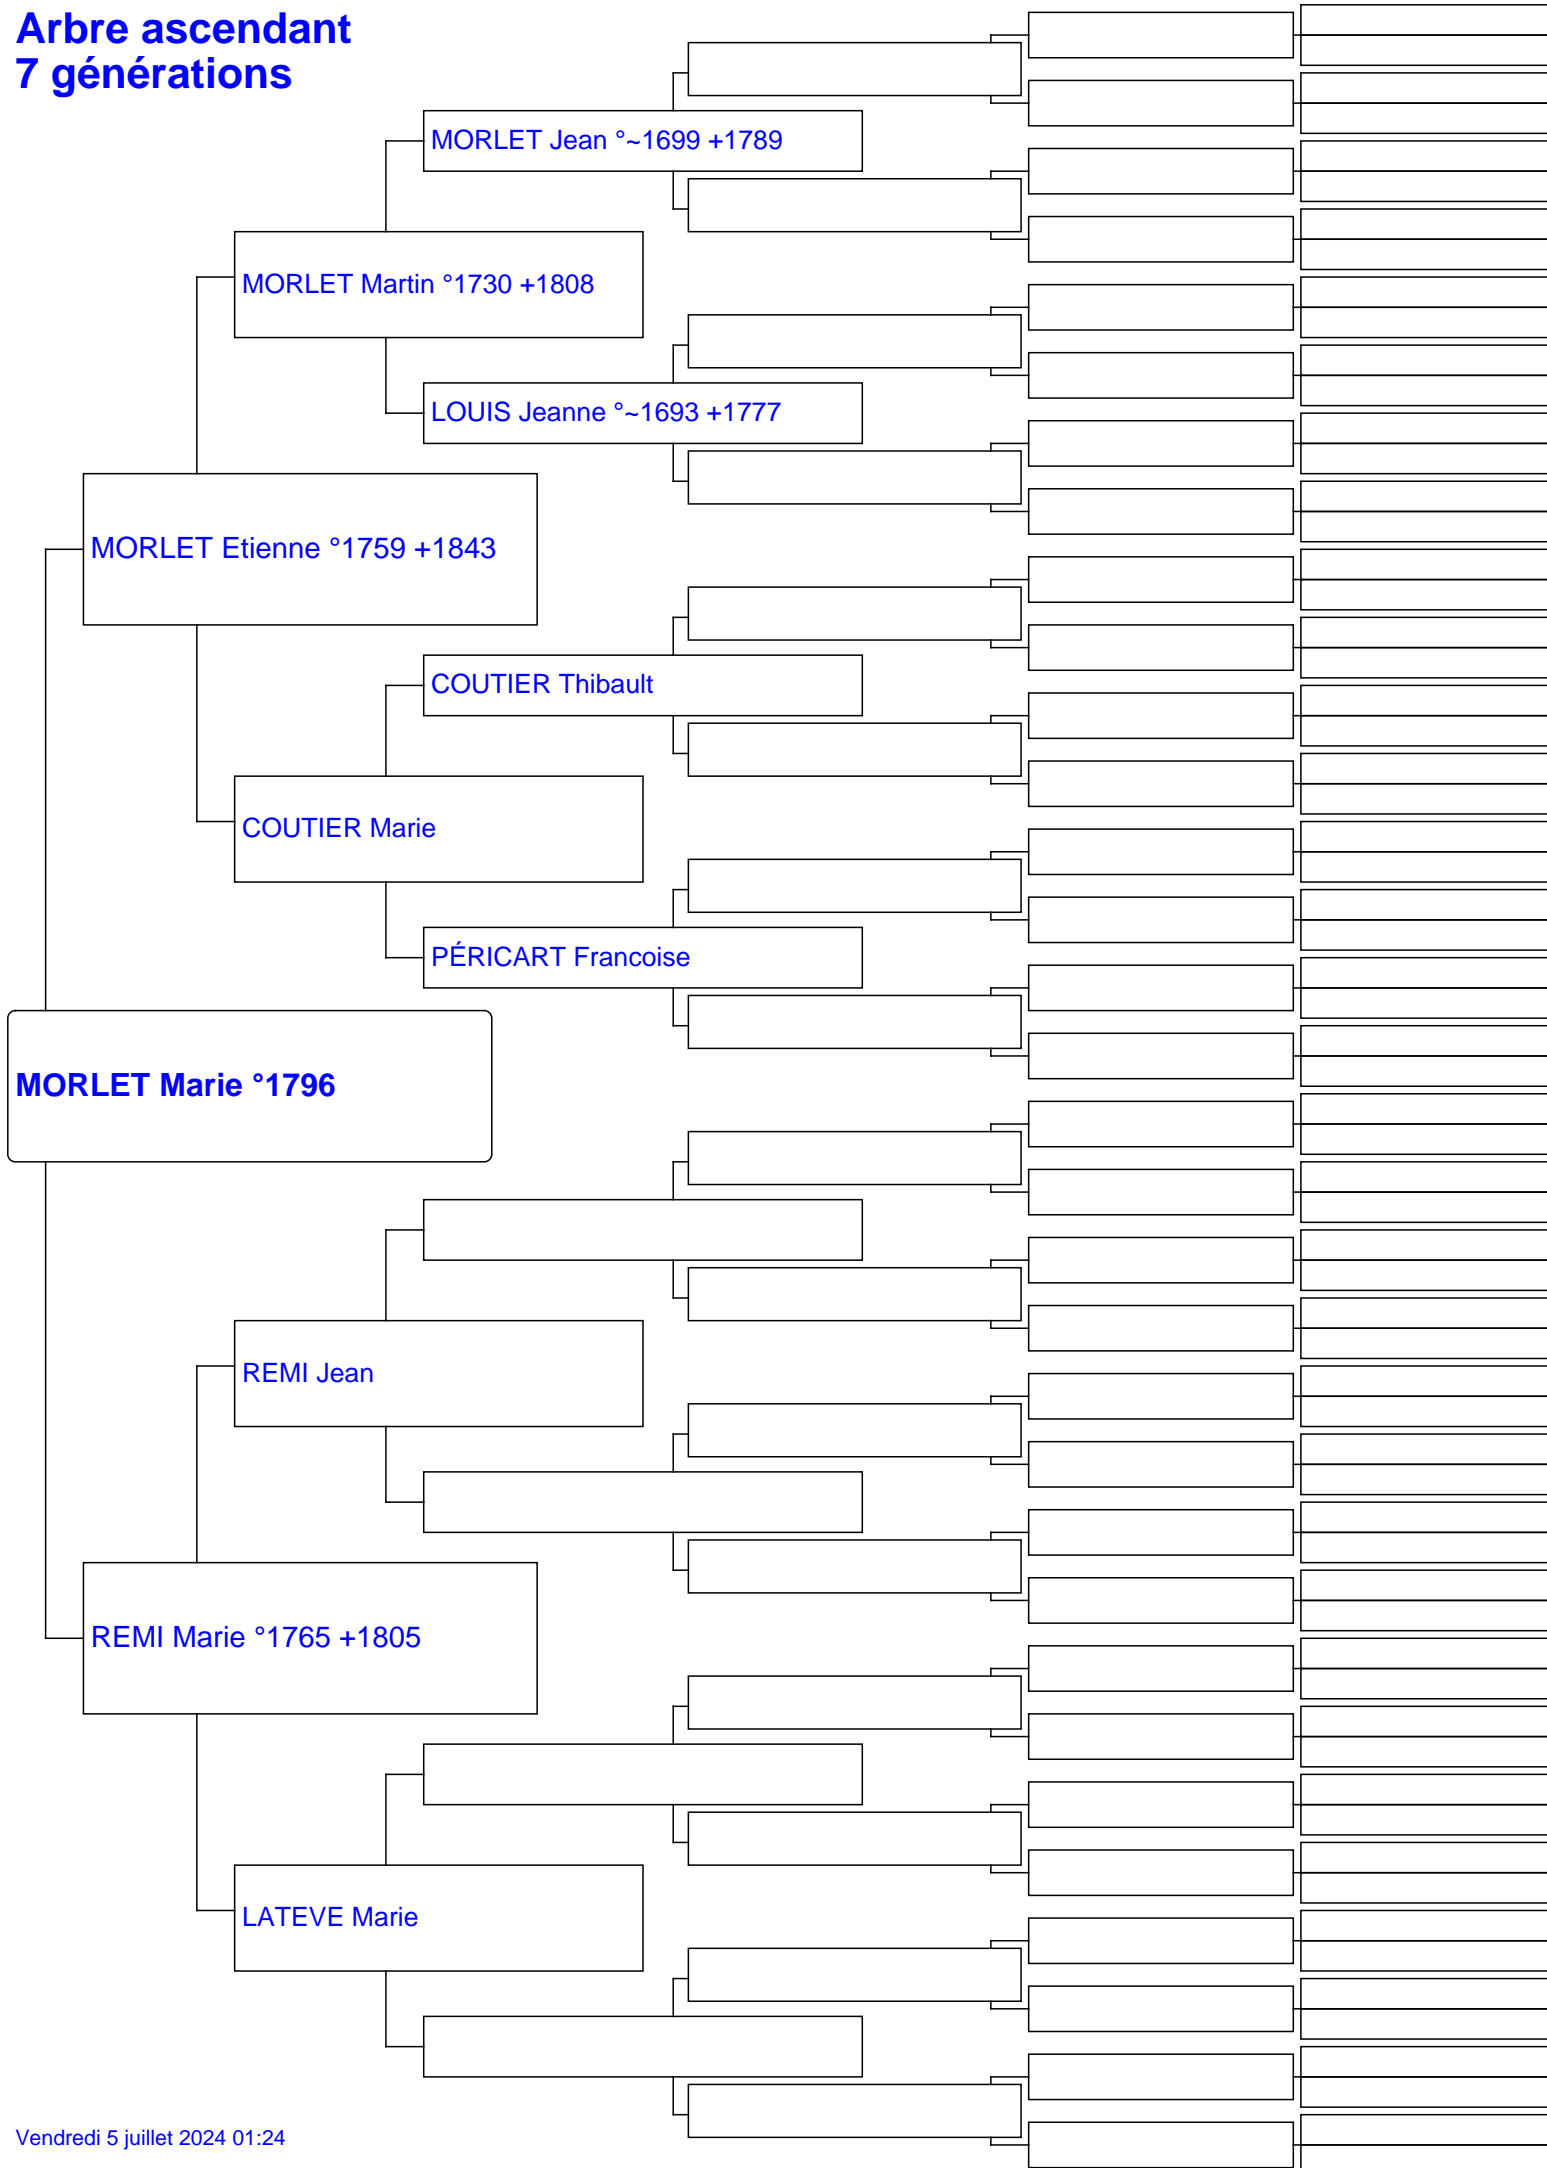 Arbre ascendant
7 générations
MORLET Jean °~1699 +1789
MORLET Martin °1730 +1808
LOUIS Jeanne °~1693 +1777
MORLET Etienne °1759 +1843
COUTIER Thibault
COUTIER Marie
PÉRICART Francoise
MORLET Marie °1796
REMI Jean
REMI Marie °1765 +1805
LATEVE Marie
Vendredi 5 juillet 2024 01:24